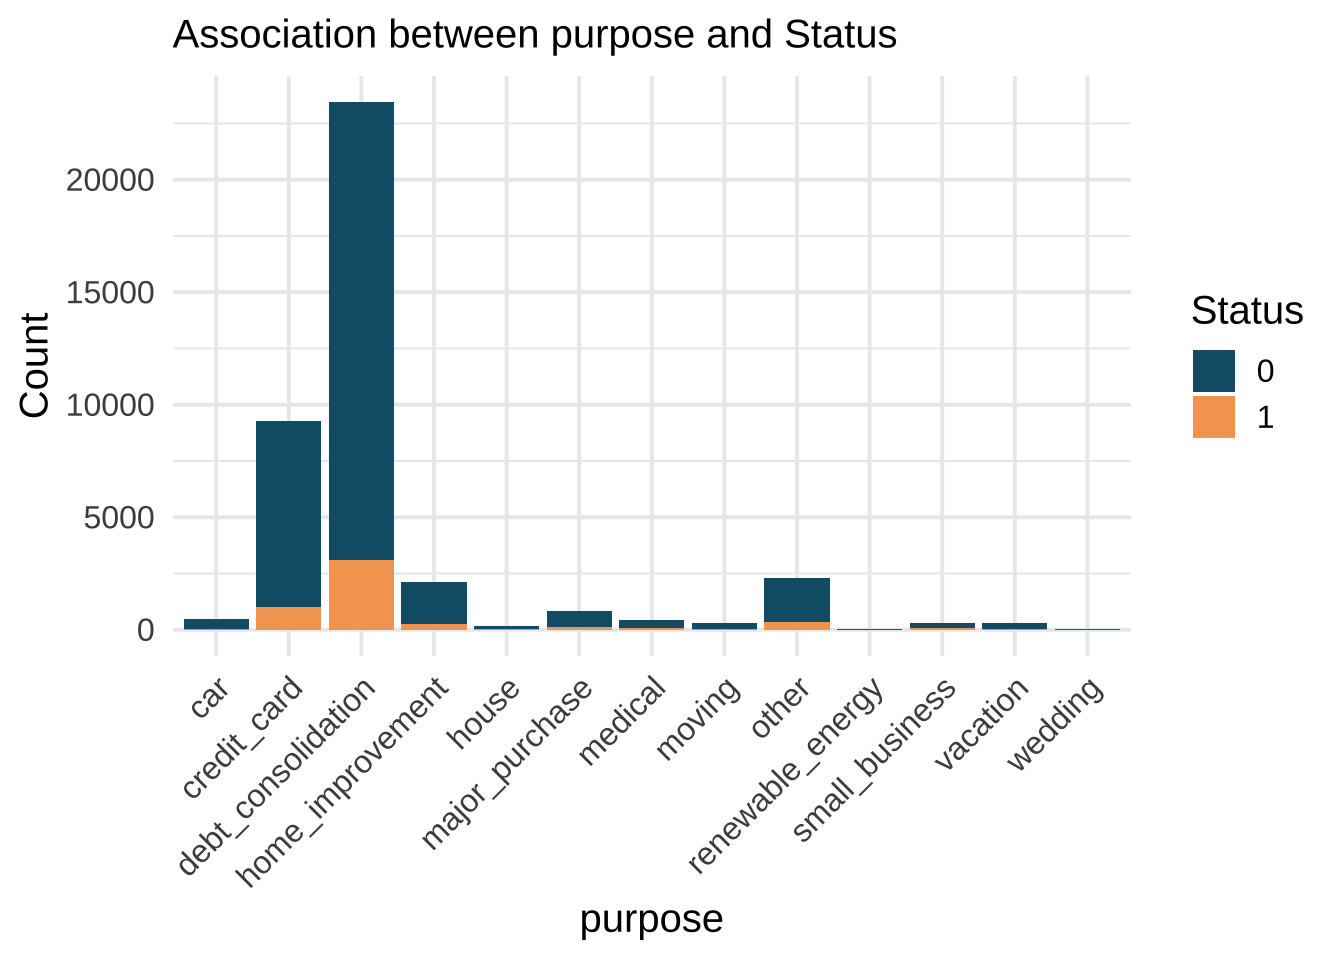 Association between purpose and Status
Count
20000
15000
10000
5000
0
car
credit_card
debt_consolidation
home_improvement
house
major_purchase
medical
moving
other
renewable_energy
small_business
vacation
wedding
purpose
Status
0
1